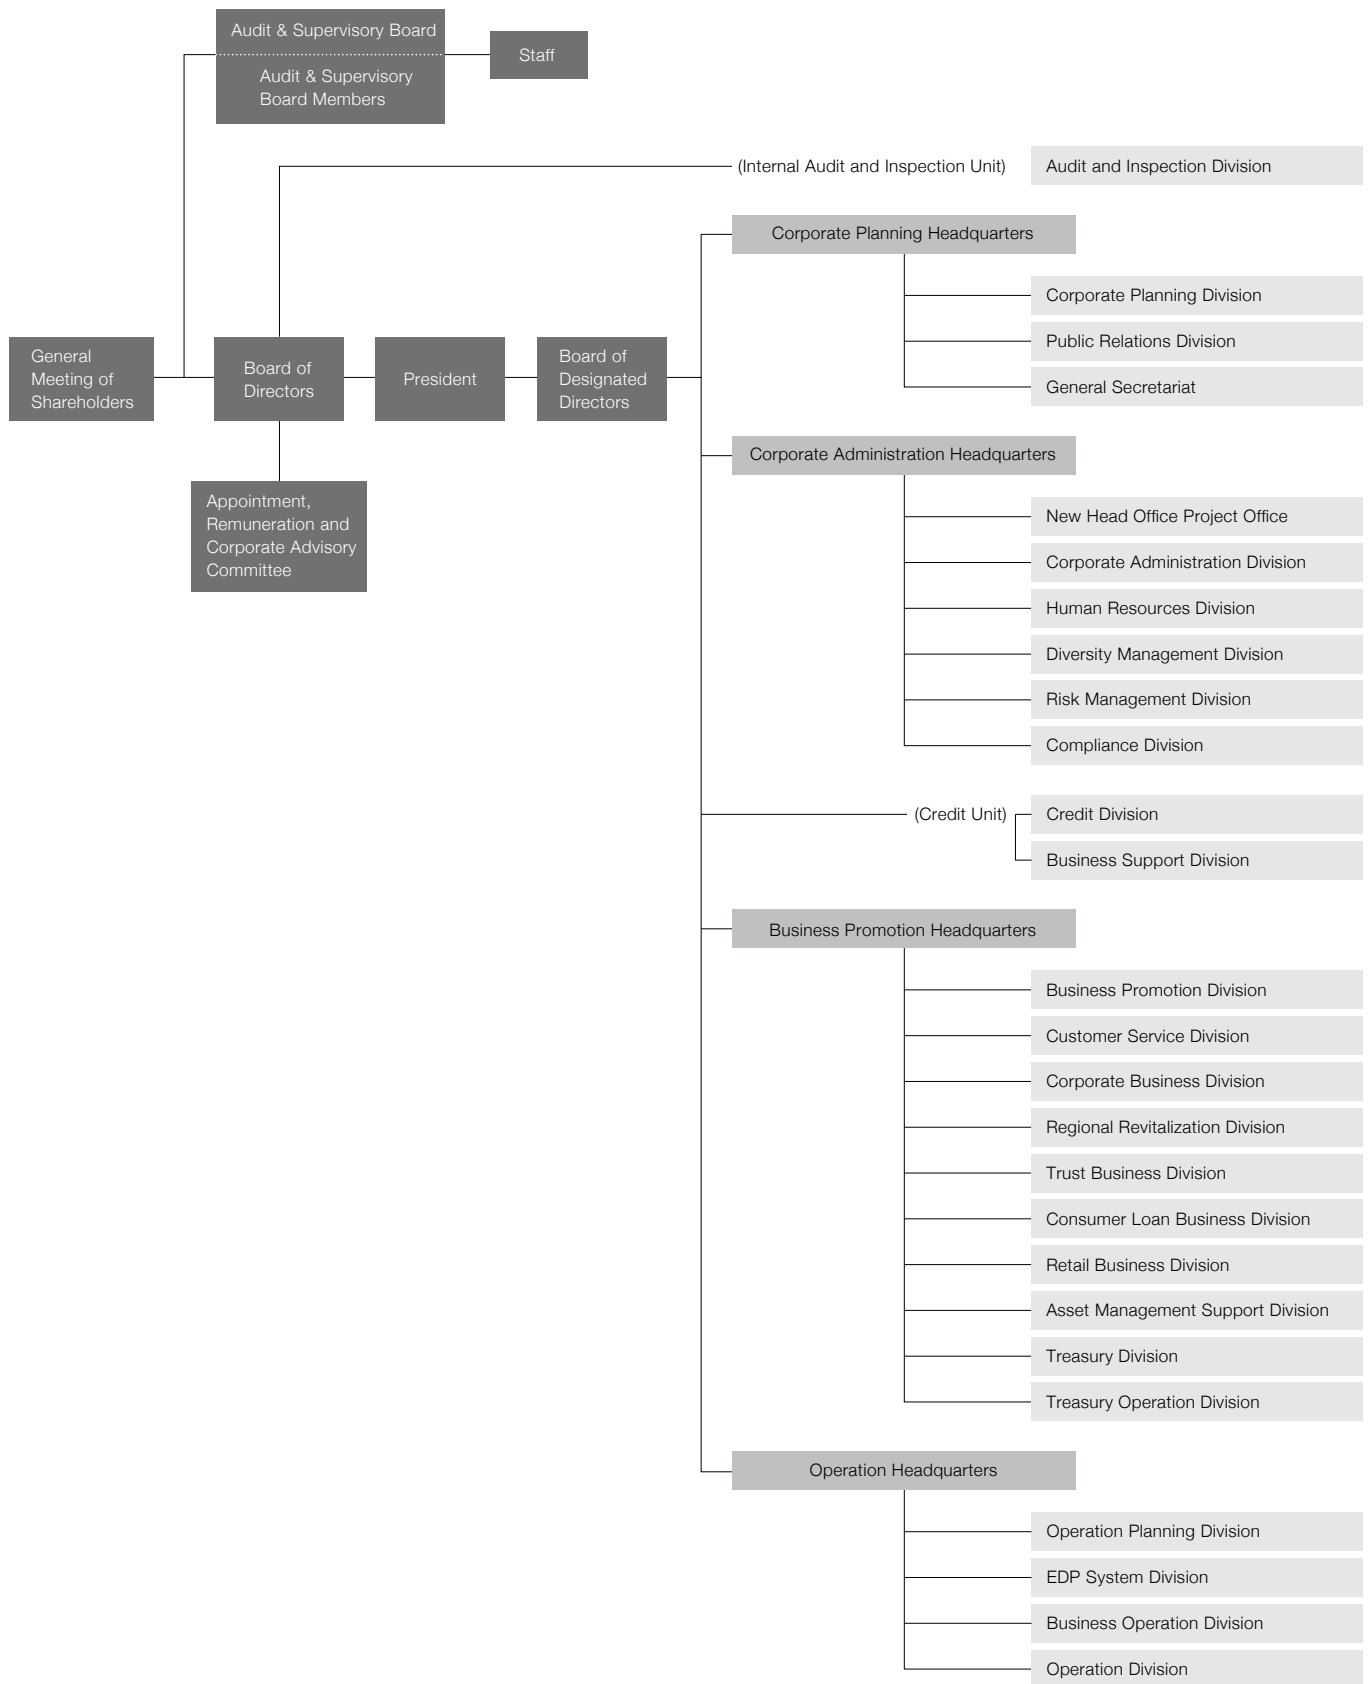 Audit & Supervisory Board
Audit & Supervisory
Board Members
Staff
(Internal Audit and Inspection Unit)
Audit and Inspection Division
General
Meeting of
Shareholders
Board of
Directors
President
Board of
Designated
Directors
Appointment,
Remuneration and
Corporate Advisory
Committee
Corporate Planning Headquarters
Corporate Planning Division
Public Relations Division
General Secretariat
Corporate Administration Headquarters
New Head Office Project Office
Corporate Administration Division
Human Resources Division
Diversity Management Division
Risk Management Division
Compliance Division
(Credit Unit)
Credit Division
Business Support Division
Business Promotion Headquarters
Business Promotion Division
Customer Service Division
Corporate Business Division
Regional Revitalization Division
Trust Business Division
Consumer Loan Business Division
Retail Business Division
Asset Management Support Division
Treasury Division
Treasury Operation Division
Operation Headquarters
Operation Planning Division
EDP System Division
Business Operation Division
Operation Division